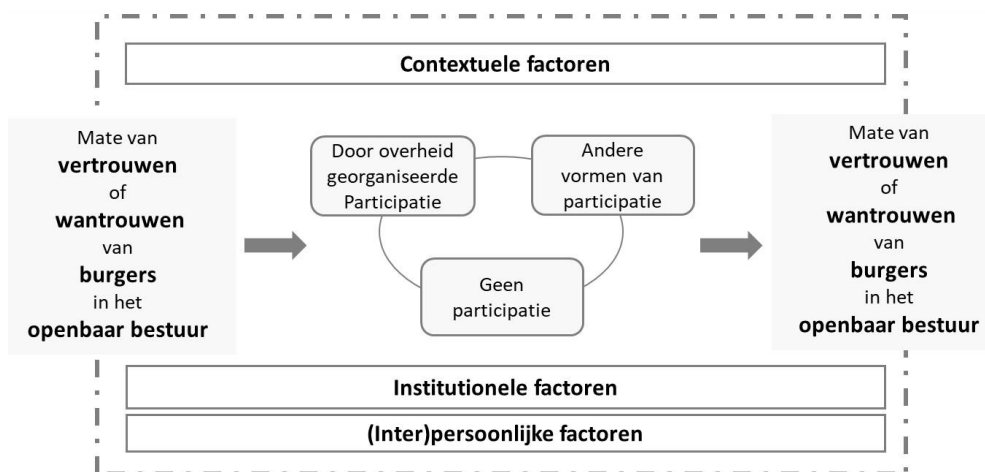 Contextuele factoren
Mate van
vertrouwen
of
wantrouwen
van
burgers
in het
openbaar bestuur
Door overheid
georganiseerde
Participatie
Andere
vormen van
participatie
Geen
participatie
Mate van
vertrouwen
of
wantrouwen
van
burgers
in het
openbaar bestuur
Institutionele factoren
(Inter)persoonlijke factoren